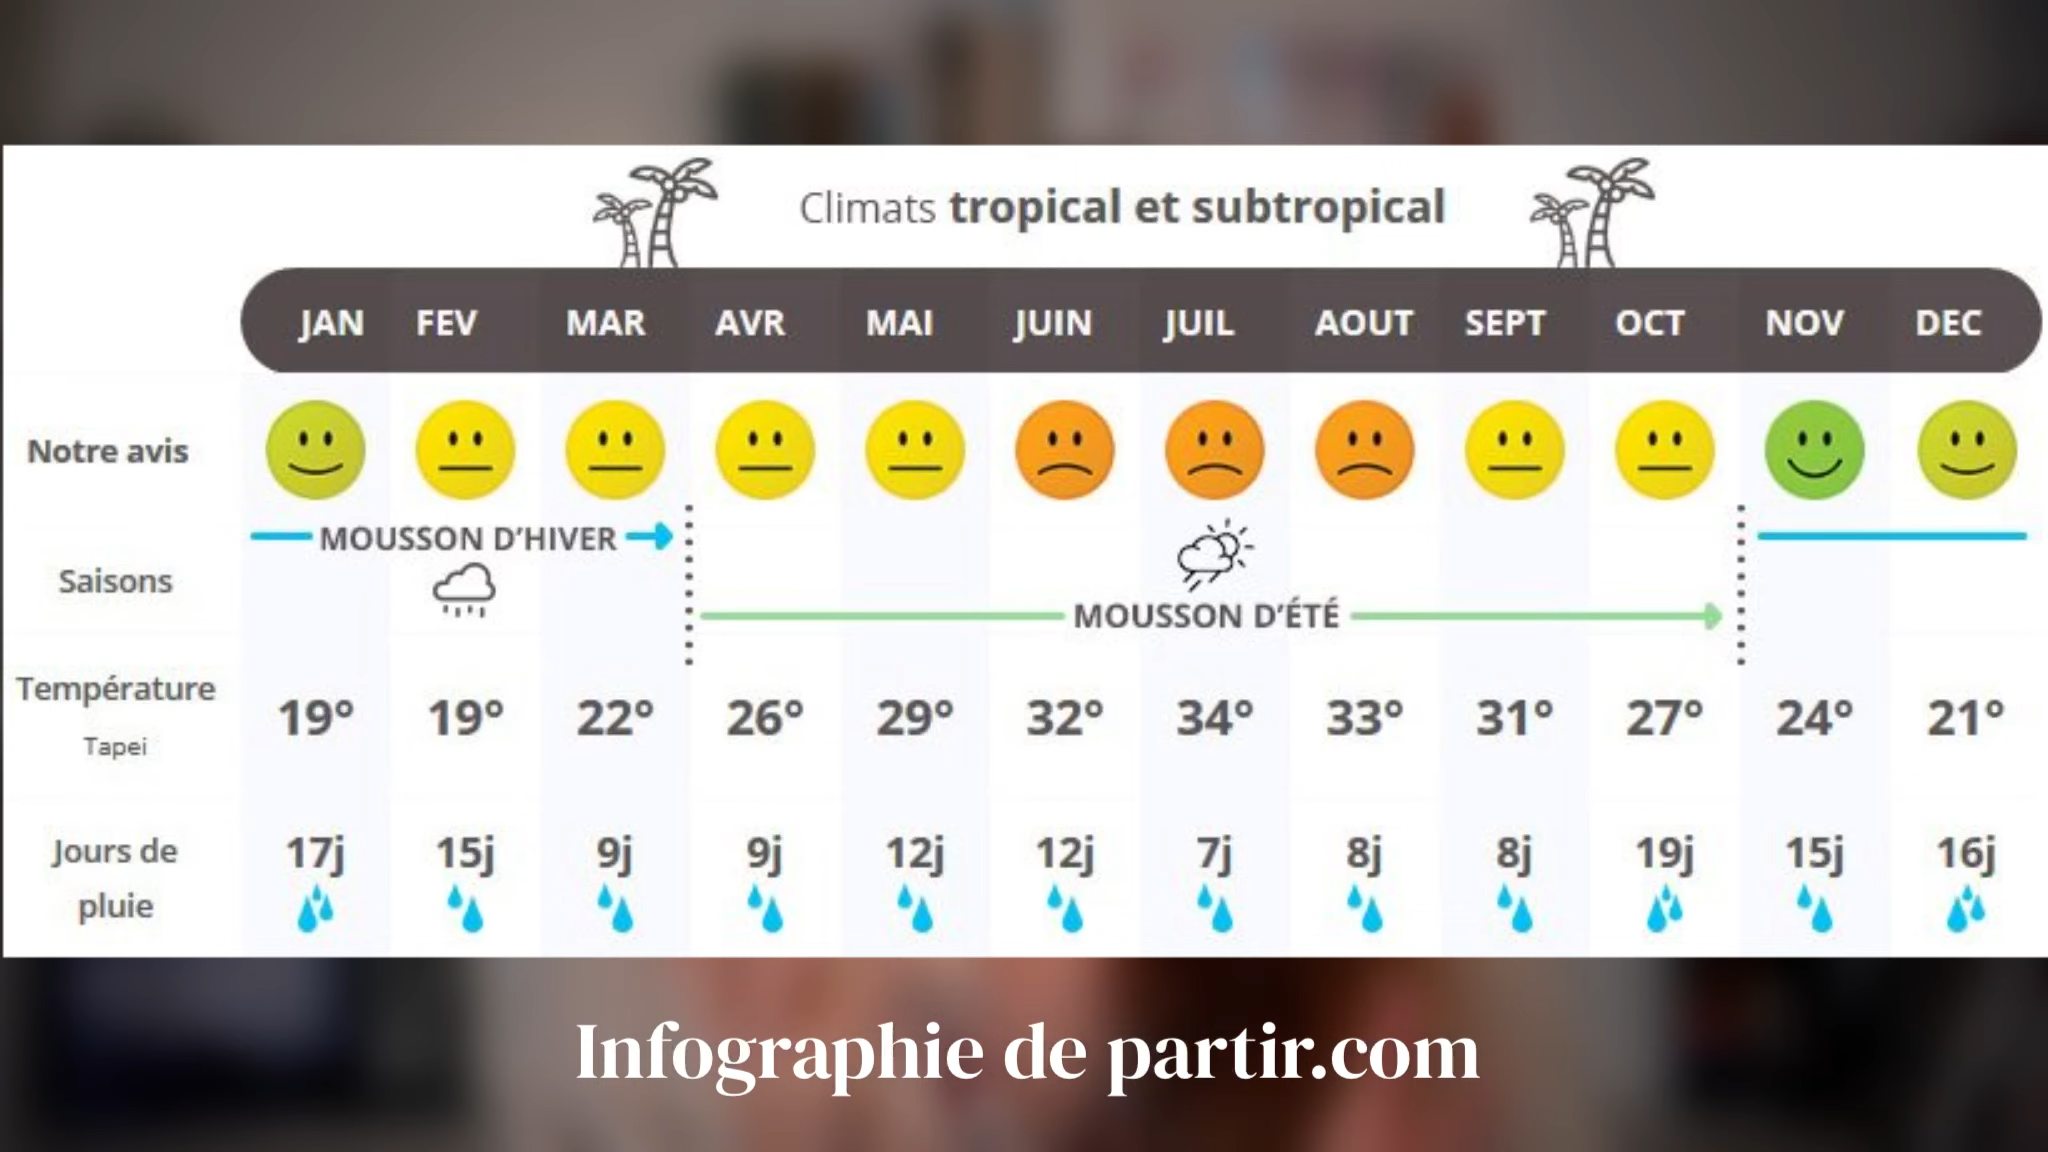 Climats tropical et subtropical
JAN FEV MAR AVR MAI JUIN JUIL AOUT SEPT OCT NOV DEC
Notre avis
MOUSSON D'HIVER
Saisons
MOUSSON D'ÉTÉ
Température
Tapei
19° 19° 22° 26° 29° 32° 34° 33° 31° 27° 24° 21°
Jours de
pluie
17j 15j 9j 9j 12j 12j 7j 8j 8j 19j 15j 16j
Infographie de partir.com